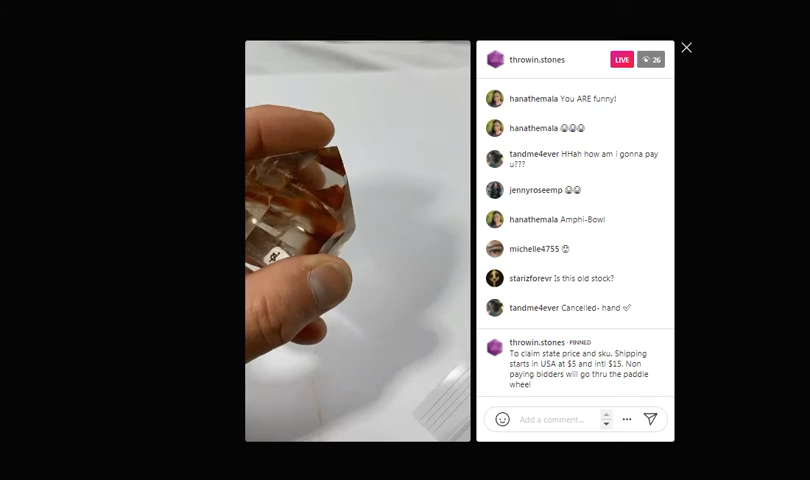 throwin.stones LIVE 26
hanathemala You ARE funny!
hanathemala
tandme4ever HHah how am i gonna pay
u???
jennyroseemp
hanathemala Amphi-Bowl
michelle4755
starizforevr Is this old stock?
tandme4ever Cancelled- hand
throwin.stones · PINNED
To claim state price and sku. Shipping
starts in USA at $5 and intl $15. Non
paying bidders will go thru the paddle
wheel
Add a comment...